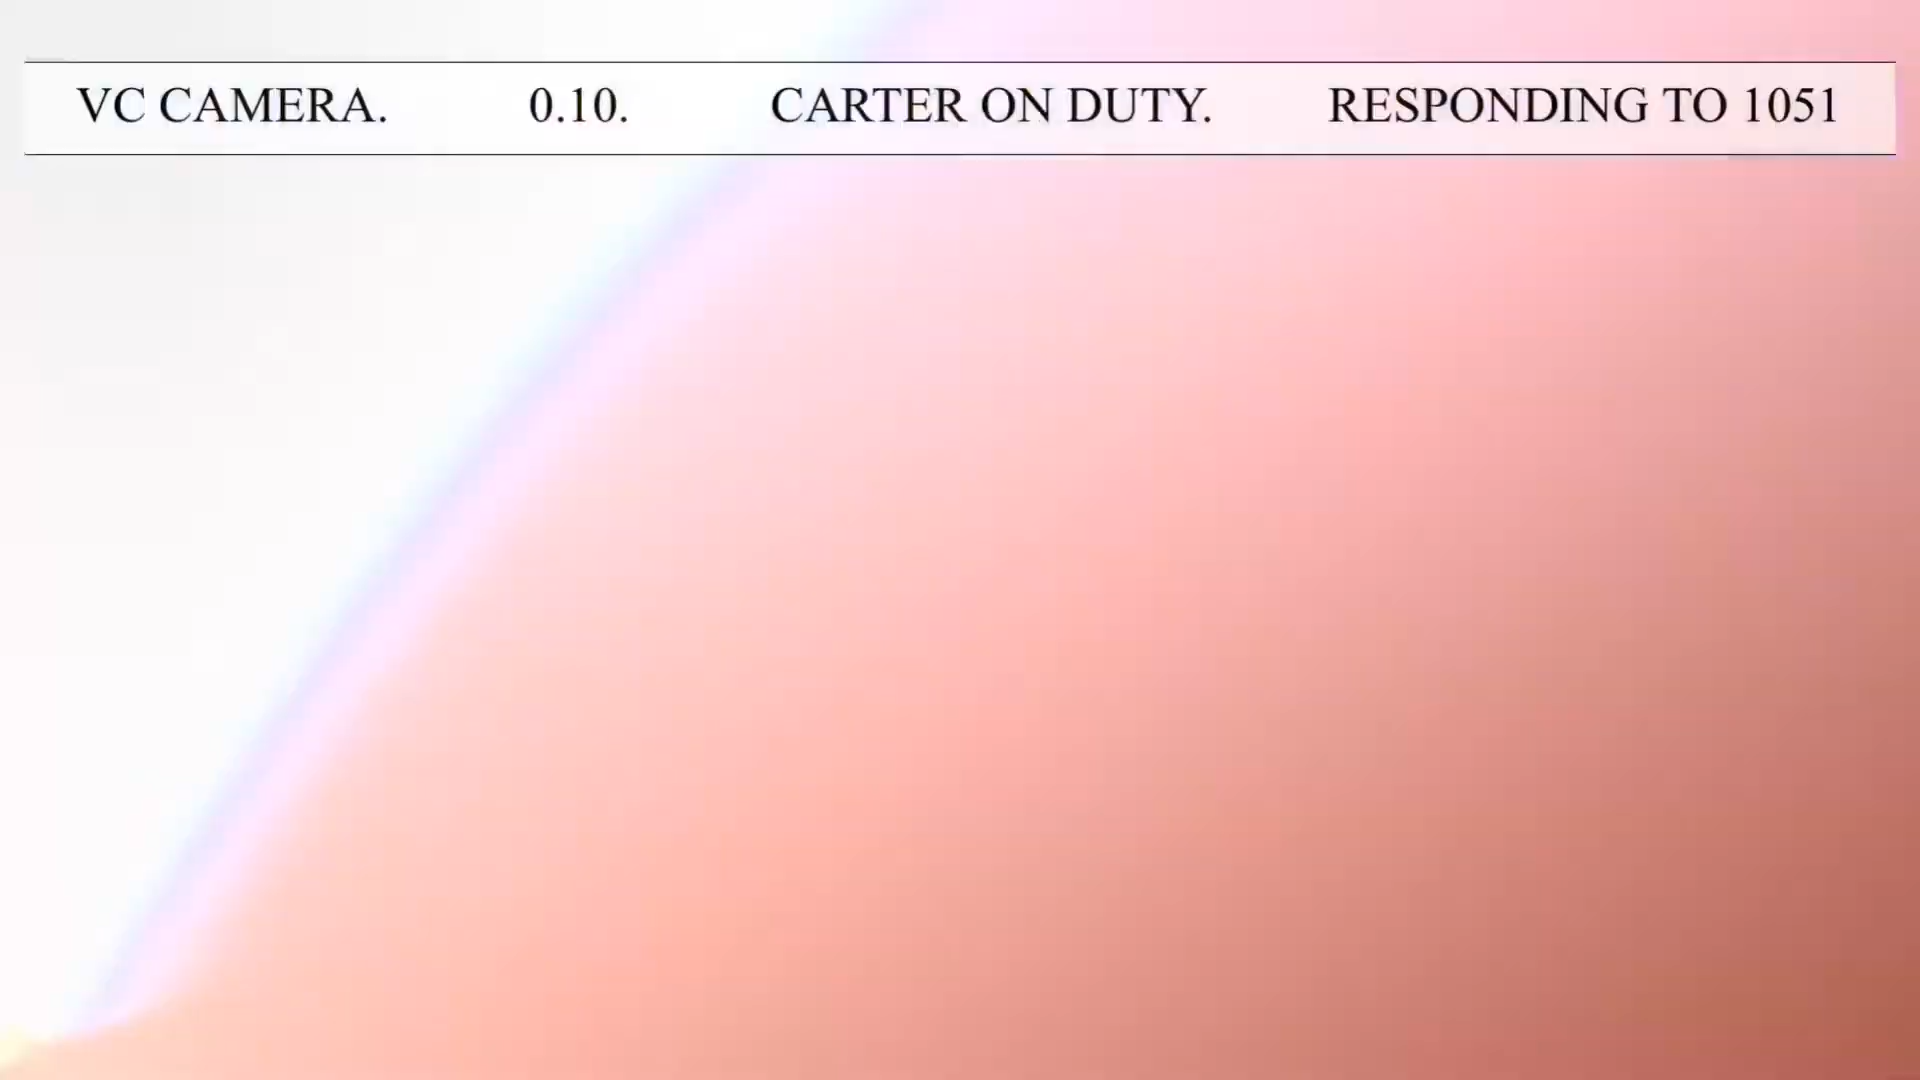 VC CAMERA. 0.10. CARTER ON DUTY. RESPONDING TO 1051